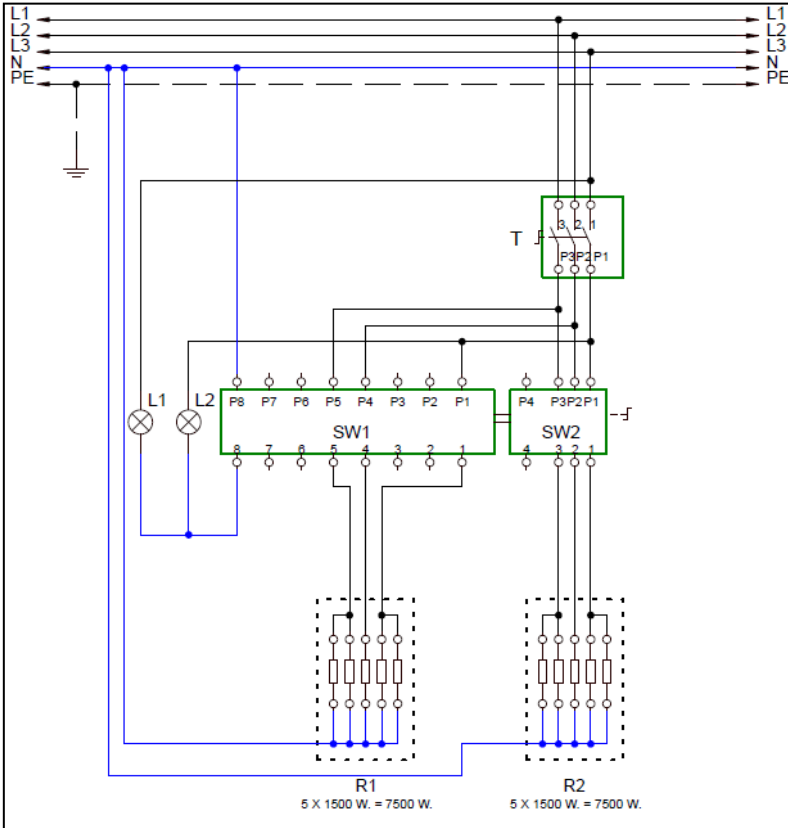 L1 L1
L2 L2
L3 L3
N N
PE PE
3 2 1
T
P3 P2 P1
L1 L2
P8 P7 P6 P5 P4 P3 P2 P1
P4 P3 P2 P1
SW1 SW2
8 7 6 5 4 3 2 1
4 3 2 1
R1 R2
5 X 1500 W. = 7500 W. 5 X 1500 W. = 7500 W.